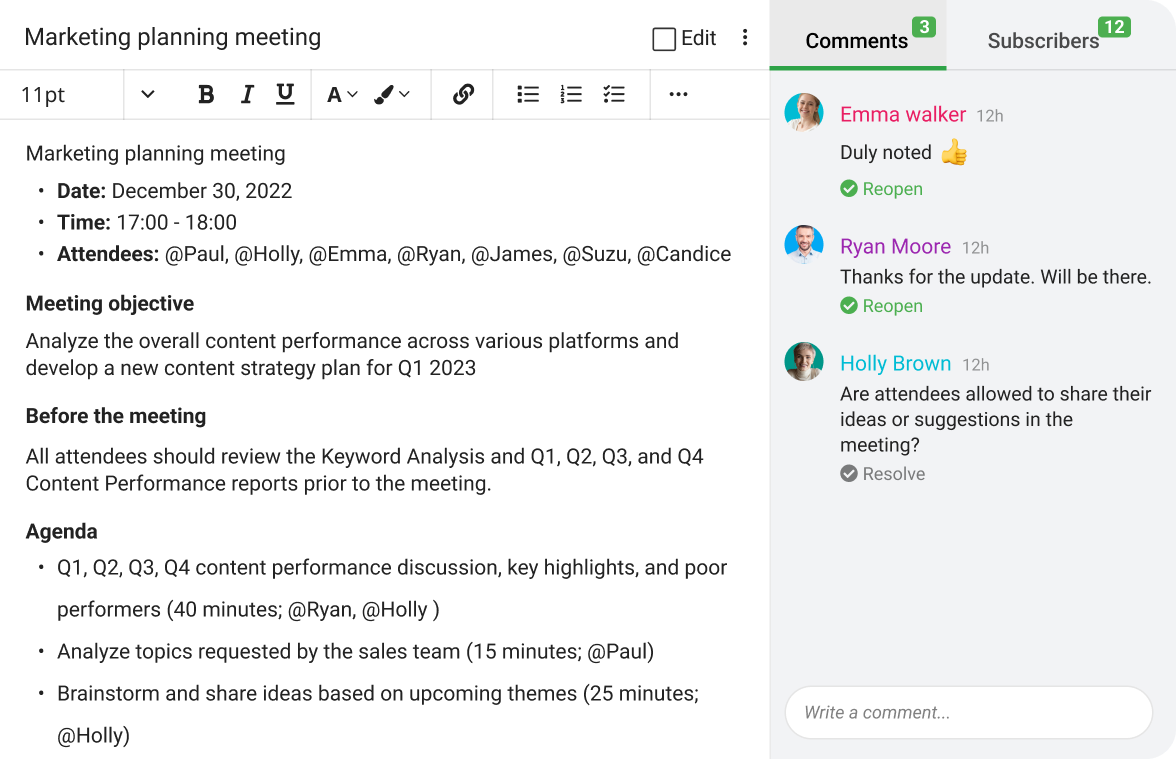 Marketing planning meeting
Edit
11pt
B I U
A
Marketing planning meeting
• Date: December 30, 2022
• Time: 17:00 - 18:00
• Attendees: @Paul, @Holly, @Emma, @Ryan, @James, @Suzu, @Candice
Meeting objective
Analyze the overall content performance across various platforms and
develop a new content strategy plan for Q1 2023
Before the meeting
All attendees should review the Keyword Analysis and Q1, Q2, Q3, and Q4
Content Performance reports prior to the meeting.
Agenda
• Q1, Q2, Q3, Q4 content performance discussion, key highlights, and poor
performers (40 minutes; @Ryan, @Holly )
• Analyze topics requested by the sales team (15 minutes; @Paul)
• Brainstorm and share ideas based on upcoming themes (25 minutes;
@Holly)
Comments 3
Subscribers 12
Emma walker 12h
Duly noted 👍
Reopen
Ryan Moore 12h
Thanks for the update. Will be there.
Reopen
Holly Brown 12h
Are attendees allowed to share their
ideas or suggestions in the
meeting?
Resolve
Write a comment...